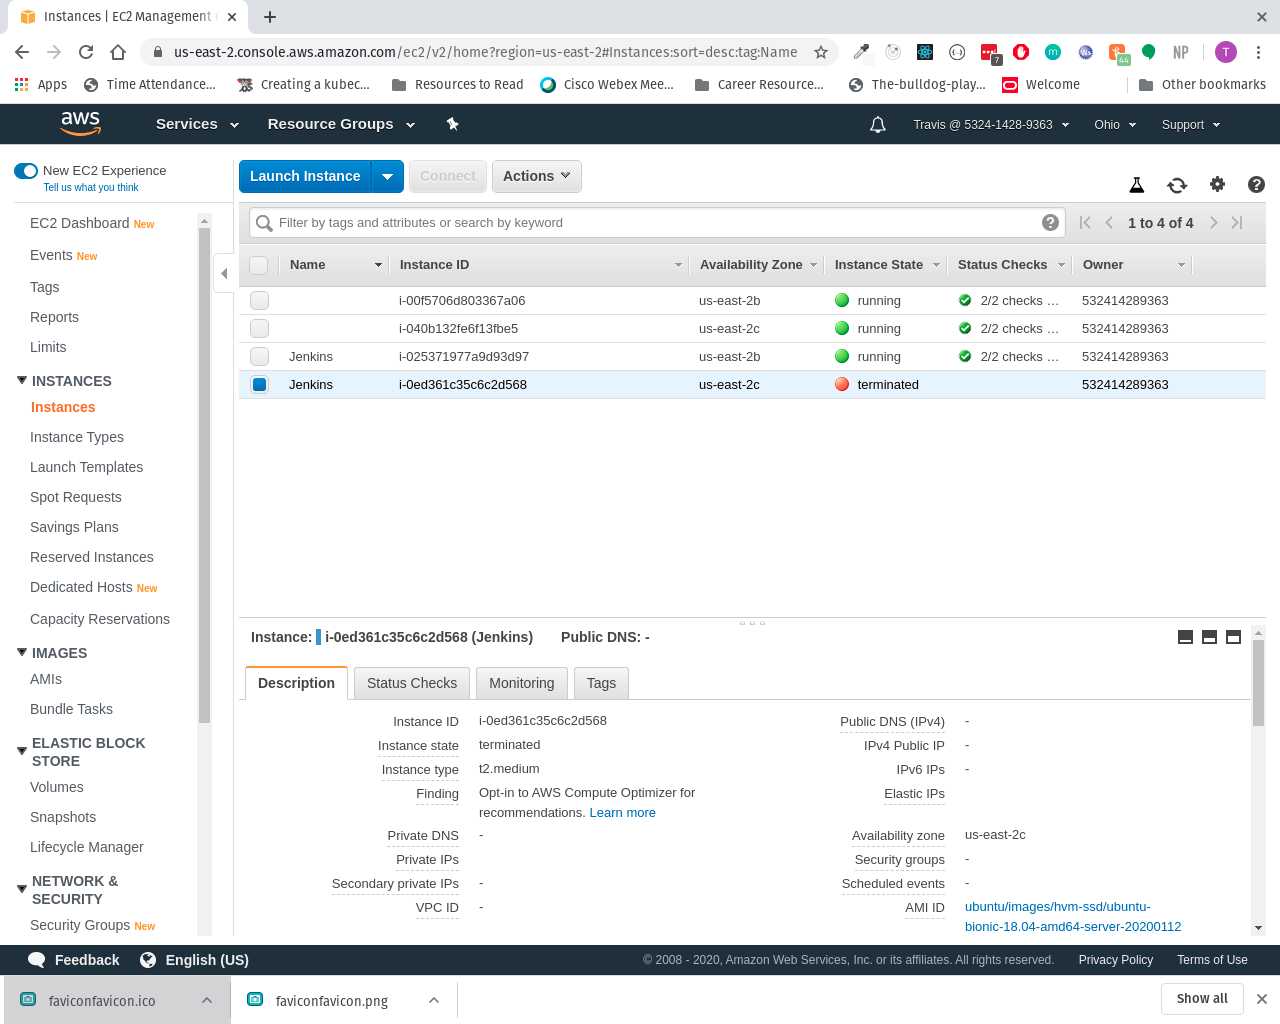 Instances | EC2 Management
us-east-2.console.aws.amazon.com/ec2/v2/home?region=us-east-2#Instances:sort=desc:tag:Name
7
m
Ws
44
NP
T
Apps
Time Attendance...
Creating a kubec...
Resources to Read
Cisco Webex Mee...
Career Resource...
The-bulldog-play...
Welcome
Other bookmarks
aws
Services
Resource Groups
Travis @ 5324-1428-9363
Ohio
Support
New EC2 Experience
Tell us what you think
EC2 Dashboard New
Events New
Tags
Reports
Limits
INSTANCES
Instances
Instance Types
Launch Templates
Spot Requests
Savings Plans
Reserved Instances
Dedicated Hosts New
Capacity Reservations
IMAGES
AMIs
Bundle Tasks
ELASTIC BLOCK
STORE
Volumes
Snapshots
Lifecycle Manager
NETWORK &
SECURITY
Security Groups New
Launch Instance
Connect
Actions
Filter by tags and attributes or search by keyword
1 to 4 of 4
Name Instance ID Availability Zone Instance State Status Checks Owner
i-00f5706d803367a06 us-east-2b running 2/2 checks … 532414289363
i-040b132fe6f13fbe5 us-east-2c running 2/2 checks … 532414289363
Jenkins i-025371977a9d93d97 us-east-2b running 2/2 checks … 532414289363
Jenkins i-0ed361c35c6c2d568 us-east-2c terminated 532414289363
Instance: i-0ed361c35c6c2d568 (Jenkins) Public DNS: -
Description
Status Checks
Monitoring
Tags
Instance ID i-0ed361c35c6c2d568
Instance state terminated
Instance type t2.medium
Finding Opt-in to AWS Compute Optimizer for
recommendations. Learn more
Private DNS -
Private IPs
Secondary private IPs -
VPC ID -
Public DNS (IPv4) -
IPv4 Public IP -
IPv6 IPs -
Elastic IPs
Availability zone us-east-2c
Security groups -
Scheduled events -
AMI ID ubuntu/images/hvm-ssd/ubuntu-
bionic-18.04-amd64-server-20200112
Feedback
English (US)
© 2008 - 2020, Amazon Web Services, Inc. or its affiliates. All rights reserved.
Privacy Policy
Terms of Use
faviconfavicon.ico
faviconfavicon.png
Show all